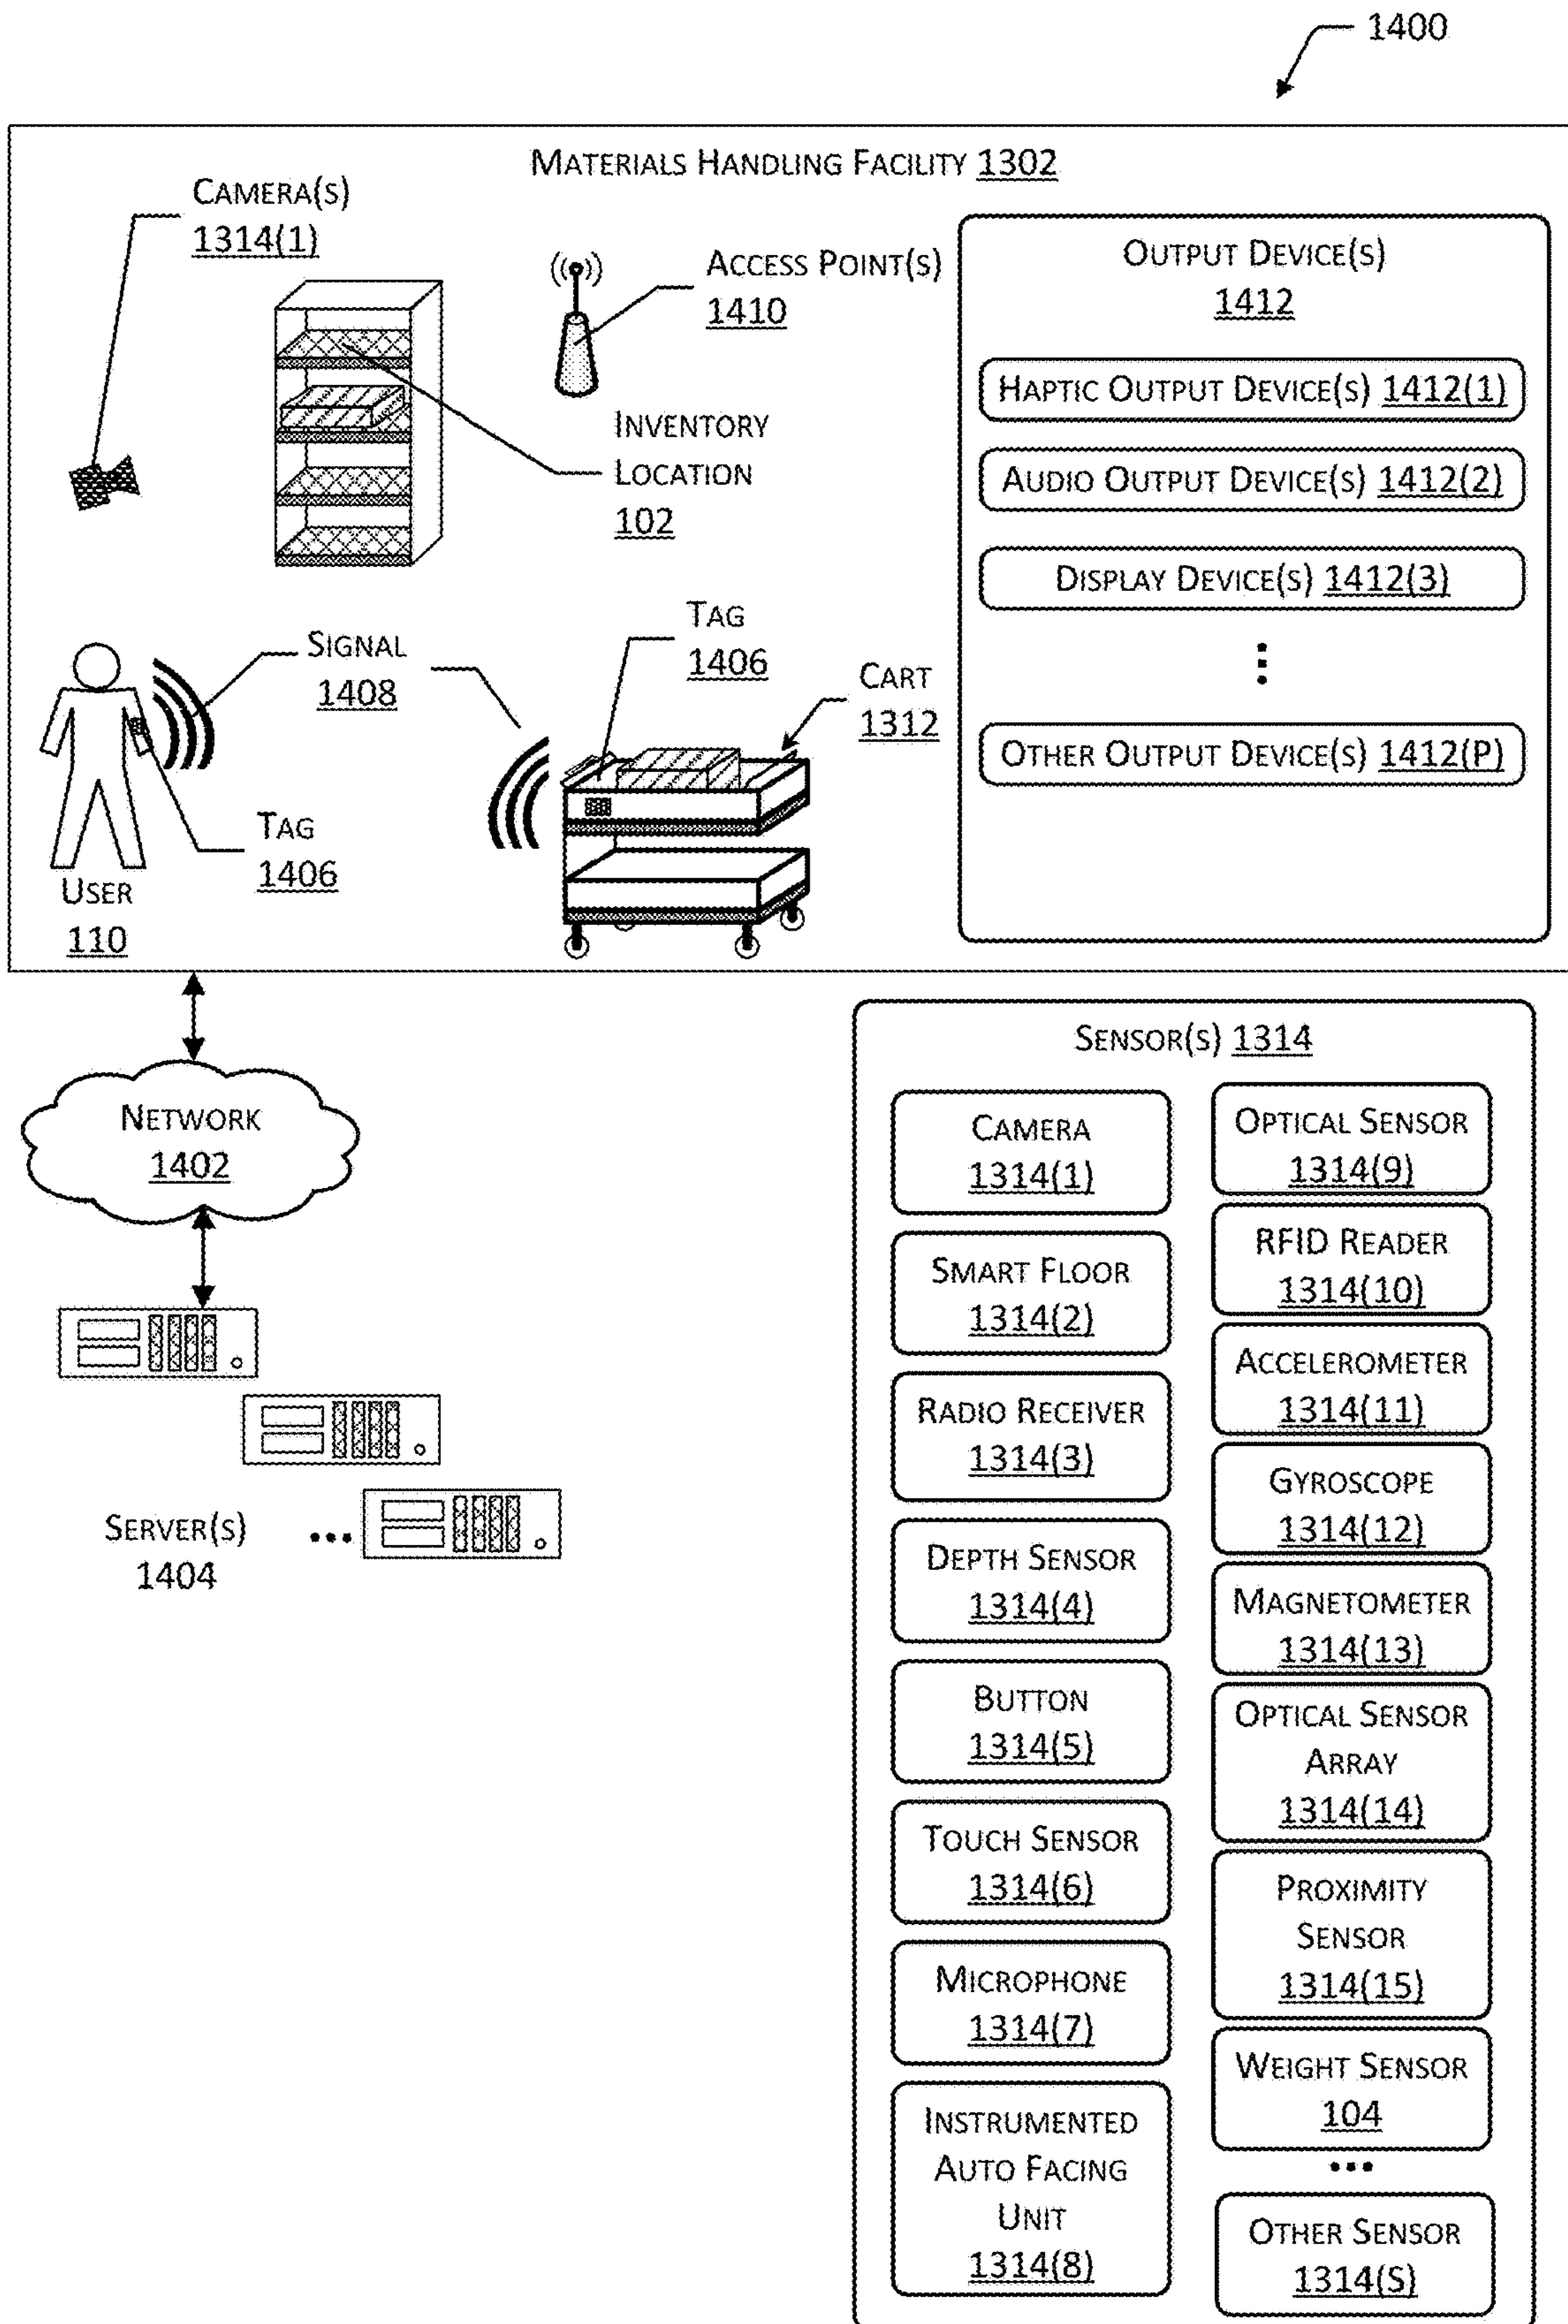 1400
Materials Handling Facility 1302
Camera(s)
1314(1)
Access Point(s)
1410
Inventory
Location
102
Signal
1408
Tag
1406
Cart
1312
Tag
1406
User
110
Output Device(s)
1412
Haptic Output Device(s) 1412(1)
Audio Output Device(s) 1412(2)
Display Device(s) 1412(3)
Other Output Device(s) 1412(P)
Network
1402
Server(s)
1404
...
Sensor(s) 1314
Camera
1314(1)
Smart Floor
1314(2)
Radio Receiver
1314(3)
Depth Sensor
1314(4)
Button
1314(5)
Touch Sensor
1314(6)
Microphone
1314(7)
Instrumented
Auto Facing
Unit
1314(8)
Optical Sensor
1314(9)
RFID Reader
1314(10)
Accelerometer
1314(11)
Gyroscope
1314(12)
Magnetometer
1314(13)
Optical Sensor
Array
1314(14)
Proximity
Sensor
1314(15)
Weight Sensor
104
...
Other Sensor
1314(S)